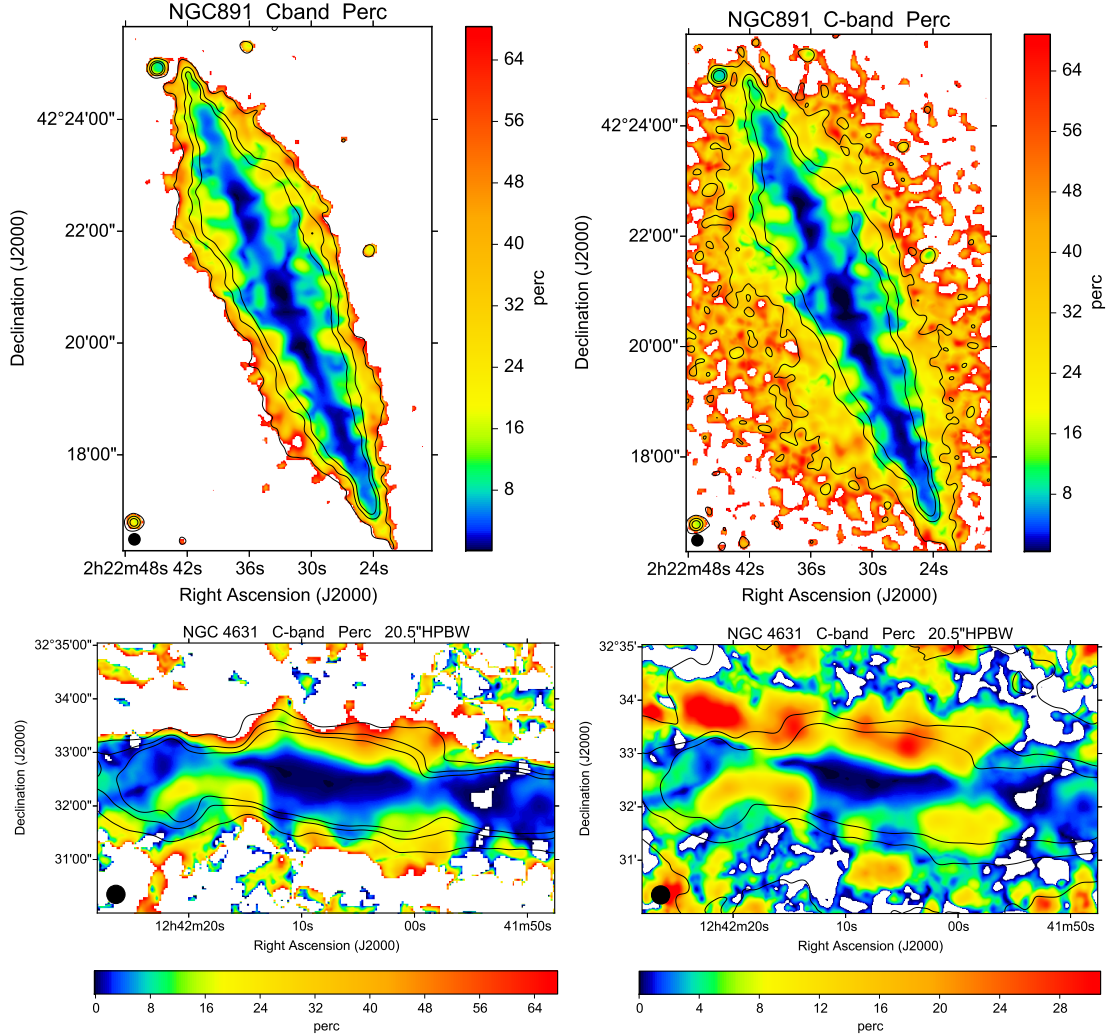 NGC891 Cband Perc
42°24'00"
22'00"
20'00"
18'00"
Declination (J2000)
2h22m48s 42s 36s 30s 24s
Right Ascension (J2000)
64
56
48
40
32
24
16
8
perc
NGC891 C-band Perc
42°24'00"
22'00"
20'00"
18'00"
Declination (J2000)
2h22m48s 42s 36s 30s 24s
Right Ascension (J2000)
64
56
48
40
32
24
16
8
perc
NGC 4631 C-band Perc 20.5"HPBW
32°35'00"
34'00"
33'00"
32'00"
31'00"
Declination (J2000)
12h42m20s 10s 00s 41m50s
Right Ascension (J2000)
0 8 16 24 32 40 48 56 64
perc
NGC 4631 C-band Perc 20.5"HPBW
32°35'
34'
33'
32'
31'
Declination (J2000)
12h42m20s 10s 00s 41m50s
Right Ascension (J2000)
0 4 8 12 16 20 24 28
perc